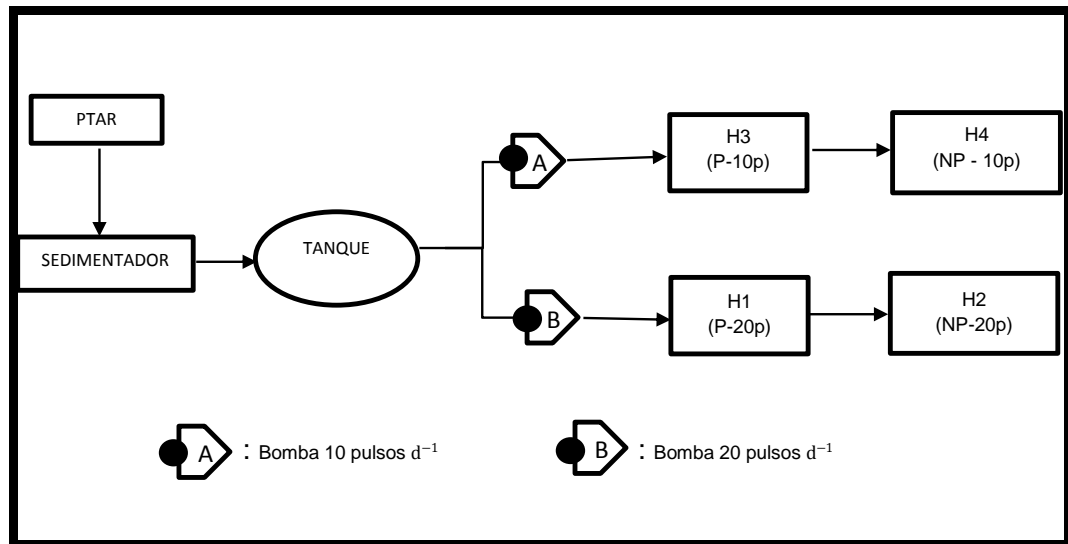 PTAR
SEDIMENTADOR
TANQUE
A
H3
(P-10p)
H4
(NP - 10p)
B
H1
(P-20p)
H2
(NP-20p)
A : Bomba 10 pulsos d⁻¹
B : Bomba 20 pulsos d⁻¹